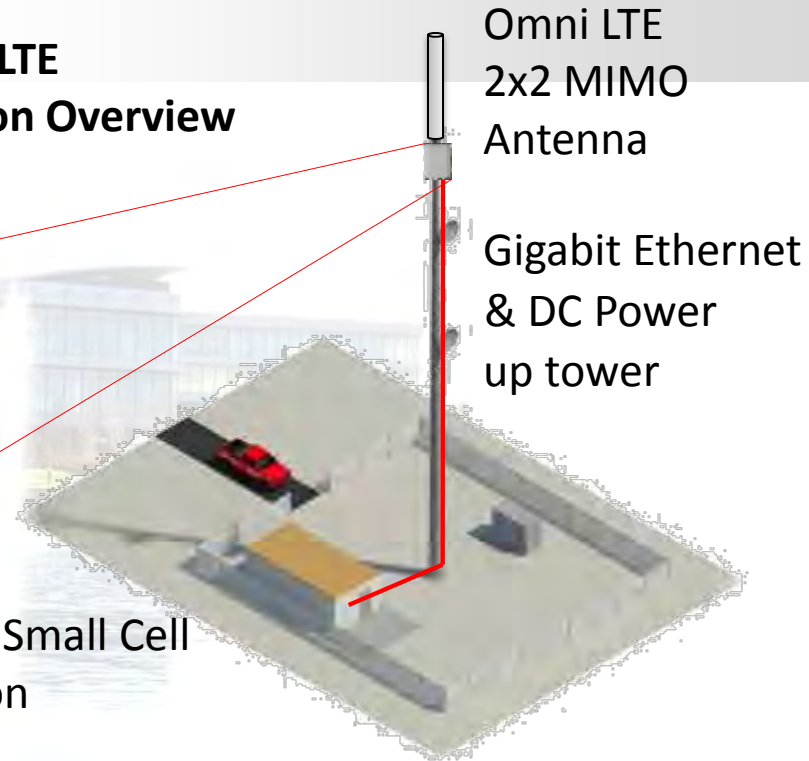 LTE
on Overview
Omni LTE
2x2 MIMO
Antenna
Gigabit Ethernet
& DC Power
up tower
Small Cell
on